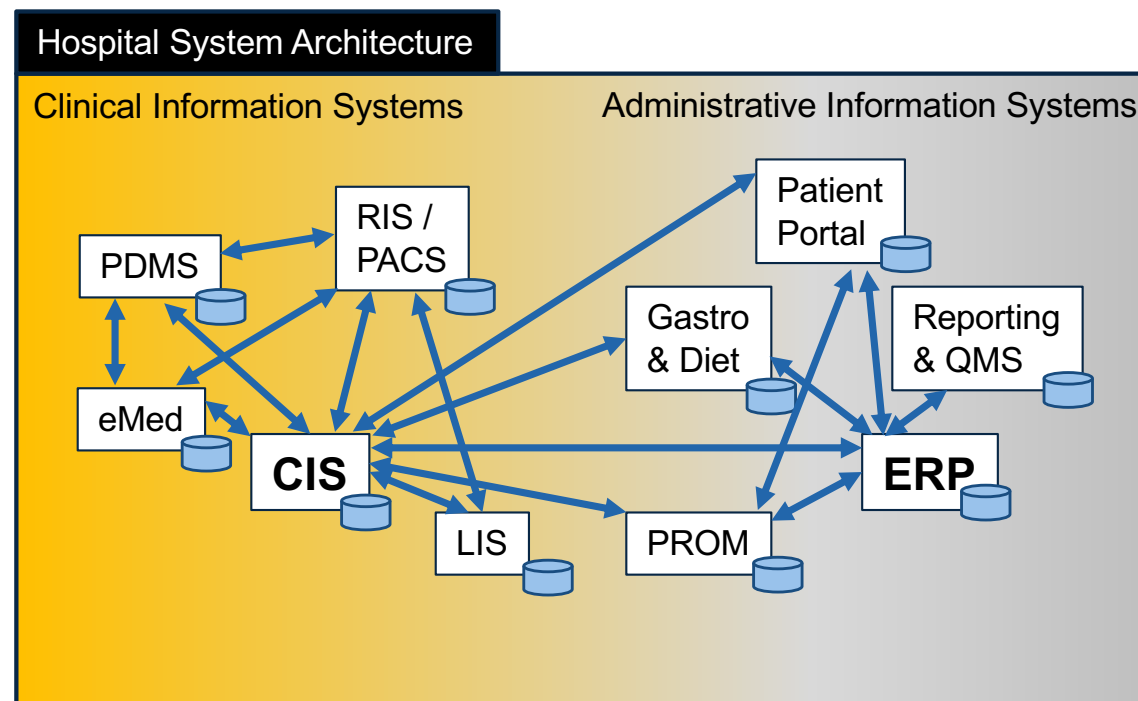 Hospital System Architecture
Clinical Information Systems
Administrative Information Systems
RIS /
PACS
PDMS
eMed
CIS
LIS
Patient
Portal
Gastro
& Diet
Reporting
& QMS
ERP
PROM